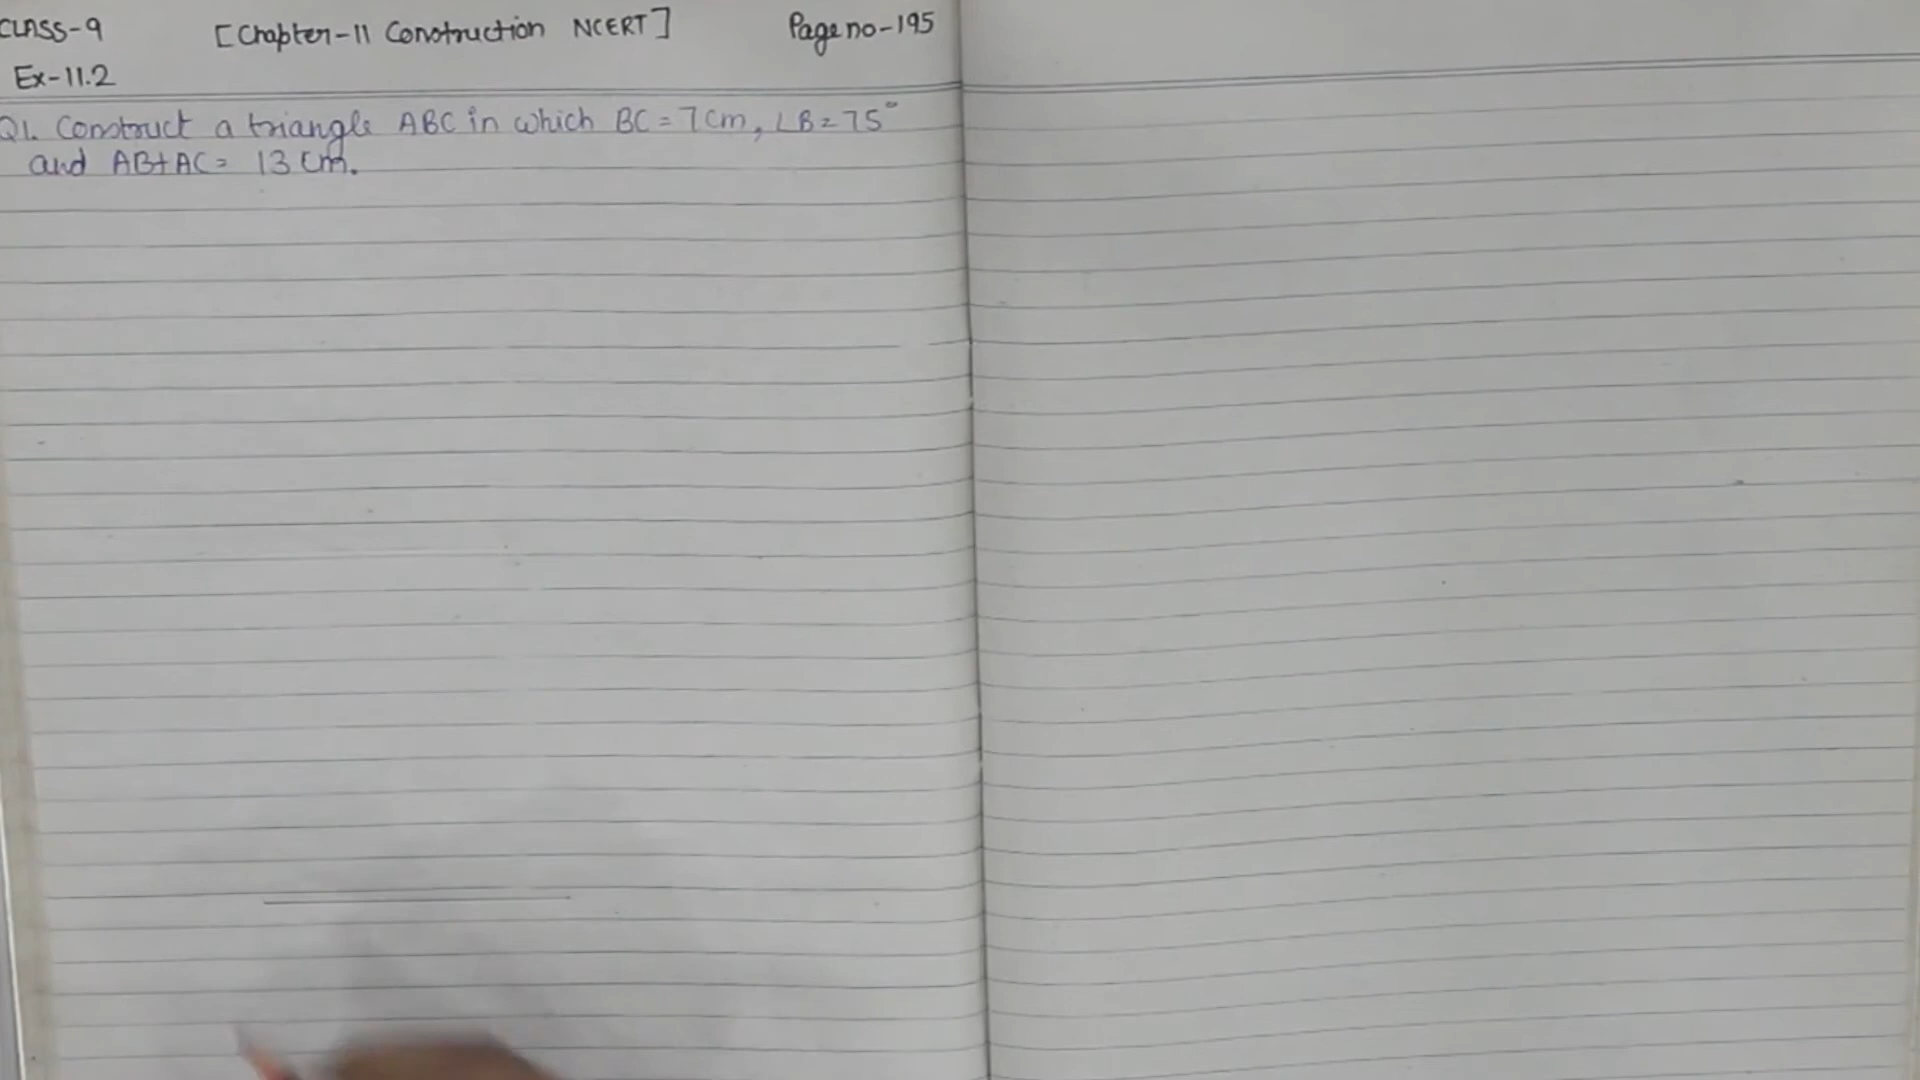 CLASS-9 [Chapter-11 Construction NCERT] Page no-195
Ex-11.2
Q1. Construct a triangle ABC in which BC = 7cm, ∠B = 75°
and AB+AC = 13 cm.